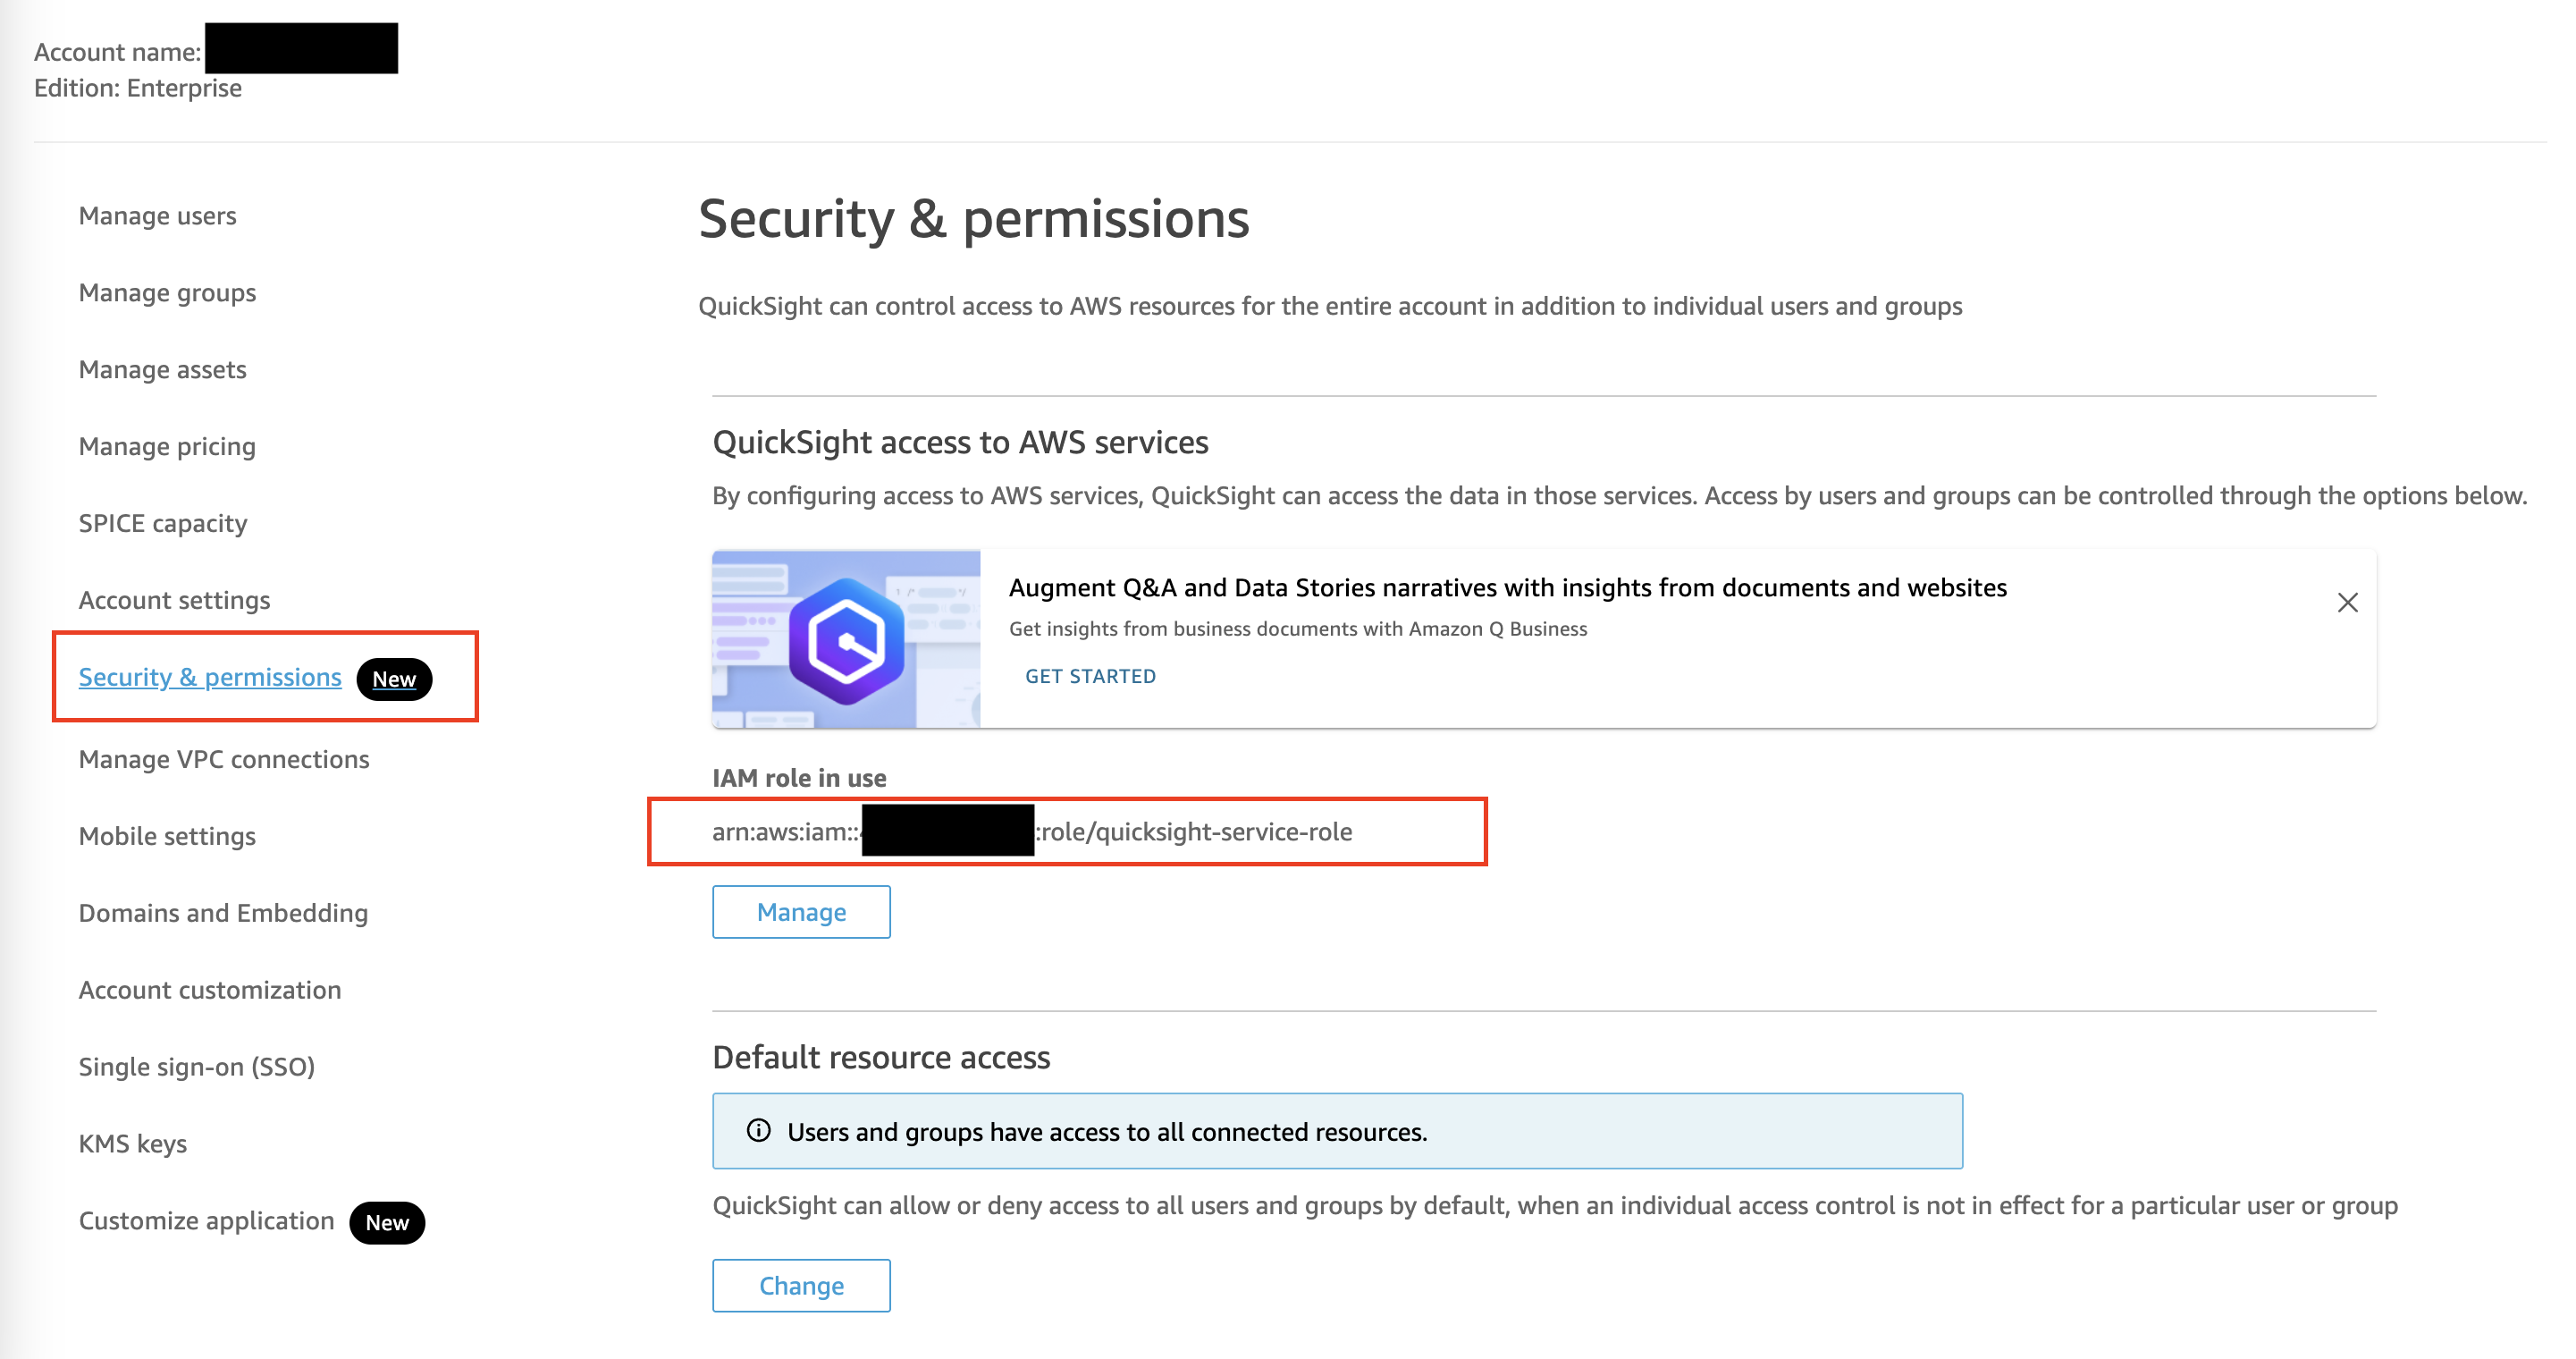 Account name:
Edition: Enterprise
Manage users
Manage groups
Manage assets
Manage pricing
SPICE capacity
Account settings
Security & permissions New
Manage VPC connections
Mobile settings
Domains and Embedding
Account customization
Single sign-on (SSO)
KMS keys
Customize application New
Security & permissions
QuickSight can control access to AWS resources for the entire account in addition to individual users and groups
QuickSight access to AWS services
By configuring access to AWS services, QuickSight can access the data in those services. Access by users and groups can be controlled through the options below.
Augment Q&A and Data Stories narratives with insights from documents and websites
Get insights from business documents with Amazon Q Business
GET STARTED
IAM role in use
arn:aws:iam:: :role/quicksight-service-role
Manage
Default resource access
Users and groups have access to all connected resources.
QuickSight can allow or deny access to all users and groups by default, when an individual access control is not in effect for a particular user or group
Change